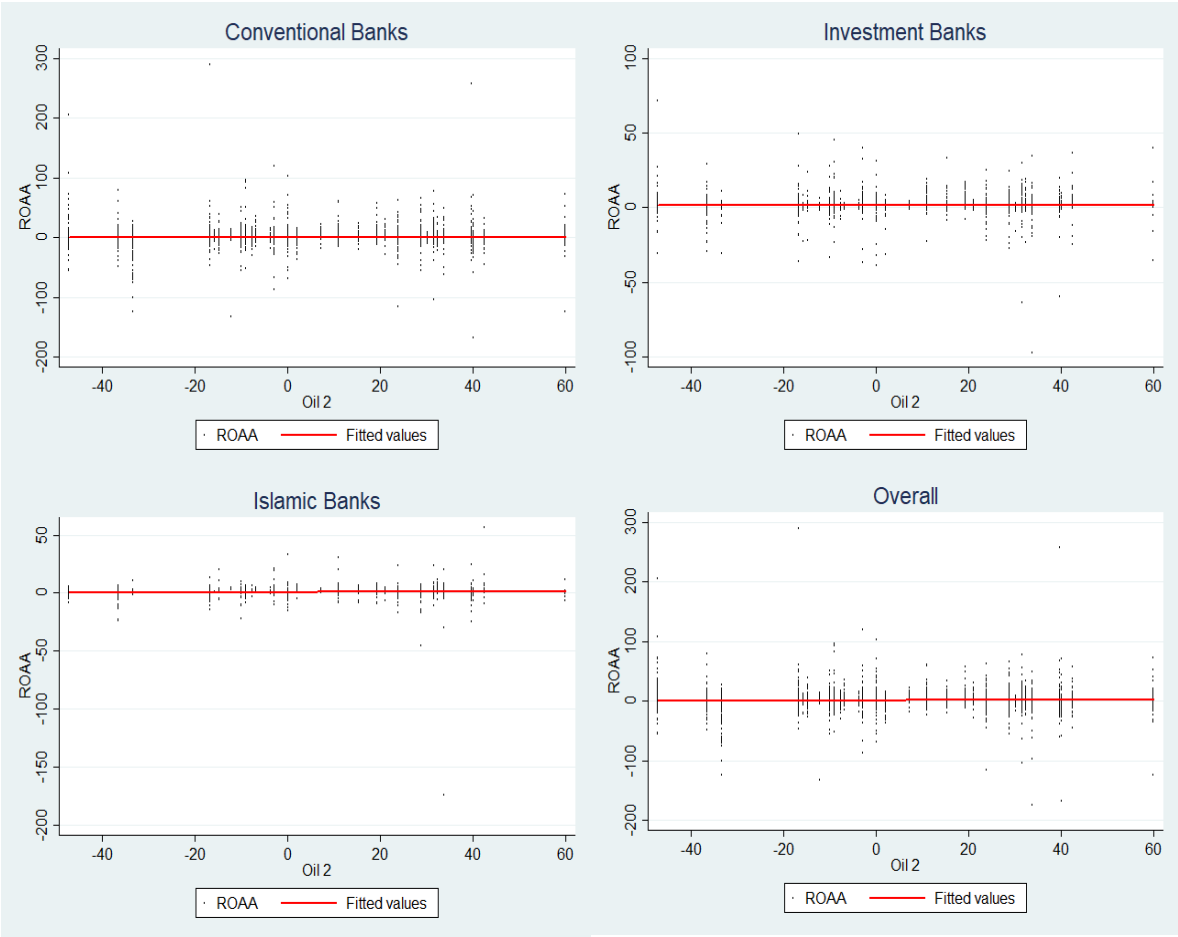 Conventional Banks
300
200
100
0
-100
-200
ROAA
-40 -20 0 20 40 60
Oil 2
ROAA Fitted values
Investment Banks
100
50
0
-50
-100
ROAA
-40 -20 0 20 40 60
Oil 2
ROAA Fitted values
Islamic Banks
50
0
-50
-100
-150
-200
ROAA
-40 -20 0 20 40 60
Oil 2
ROAA Fitted values
Overall
300
200
100
0
-100
-200
ROAA
-40 -20 0 20 40 60
Oil 2
ROAA Fitted values